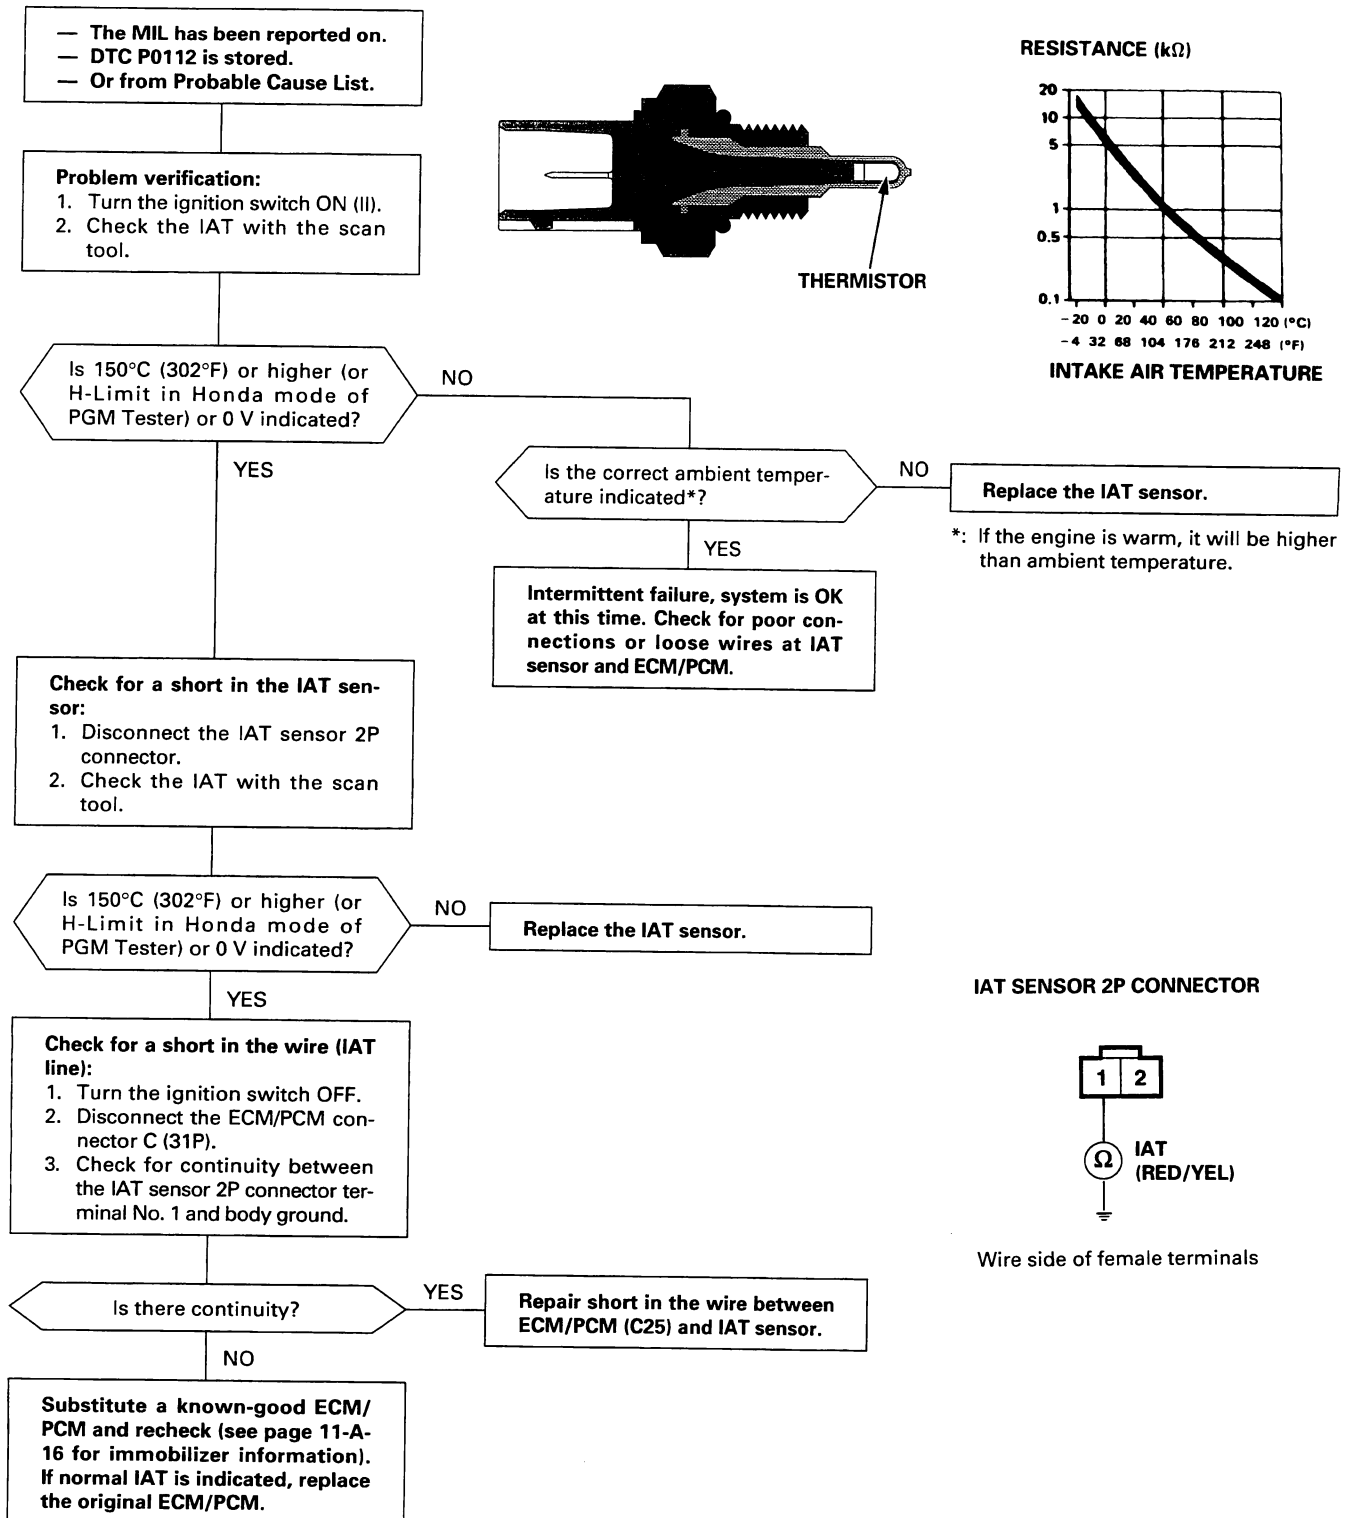 — The MIL has been reported on.
— DTC P0112 is stored.
— Or from Probable Cause List.
Problem verification:
1. Turn the ignition switch ON (II).
2. Check the IAT with the scan
tool.
THERMISTOR
RESISTANCE (kΩ)
20
10
5
1
0.5
0.1
–20 0 20 40 60 80 100 120 (°C)
–4 32 68 104 176 212 248 (°F)
INTAKE AIR TEMPERATURE
Is 150°C (302°F) or higher (or
H-Limit in Honda mode of
PGM Tester) or 0 V indicated?
NO
YES
Is the correct ambient temper-
ature indicated*?
NO
Replace the IAT sensor.
*: If the engine is warm, it will be higher
than ambient temperature.
YES
Intermittent failure, system is OK
at this time. Check for poor con-
nections or loose wires at IAT
sensor and ECM/PCM.
Check for a short in the IAT sen-
sor:
1. Disconnect the IAT sensor 2P
connector.
2. Check the IAT with the scan
tool.
Is 150°C (302°F) or higher (or
H-Limit in Honda mode of
PGM Tester) or 0 V indicated?
NO
Replace the IAT sensor.
YES
Check for a short in the wire (IAT
line):
1. Turn the ignition switch OFF.
2. Disconnect the ECM/PCM con-
nector C (31P).
3. Check for continuity between
the IAT sensor 2P connector ter-
minal No. 1 and body ground.
IAT SENSOR 2P CONNECTOR
1 2
Ω
IAT
(RED/YEL)
Wire side of female terminals
Is there continuity?
YES
Repair short in the wire between
ECM/PCM (C25) and IAT sensor.
NO
Substitute a known-good ECM/
PCM and recheck (see page 11-A-
16 for immobilizer information).
If normal IAT is indicated, replace
the original ECM/PCM.